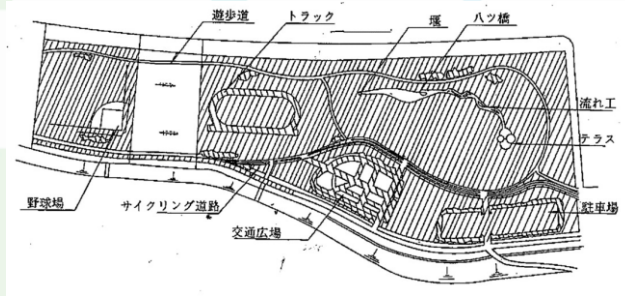 遊歩道
トラック
堰
八ツ橋
流れ工
テラス
野球場
サイクリング道路
交通広場
駐車場